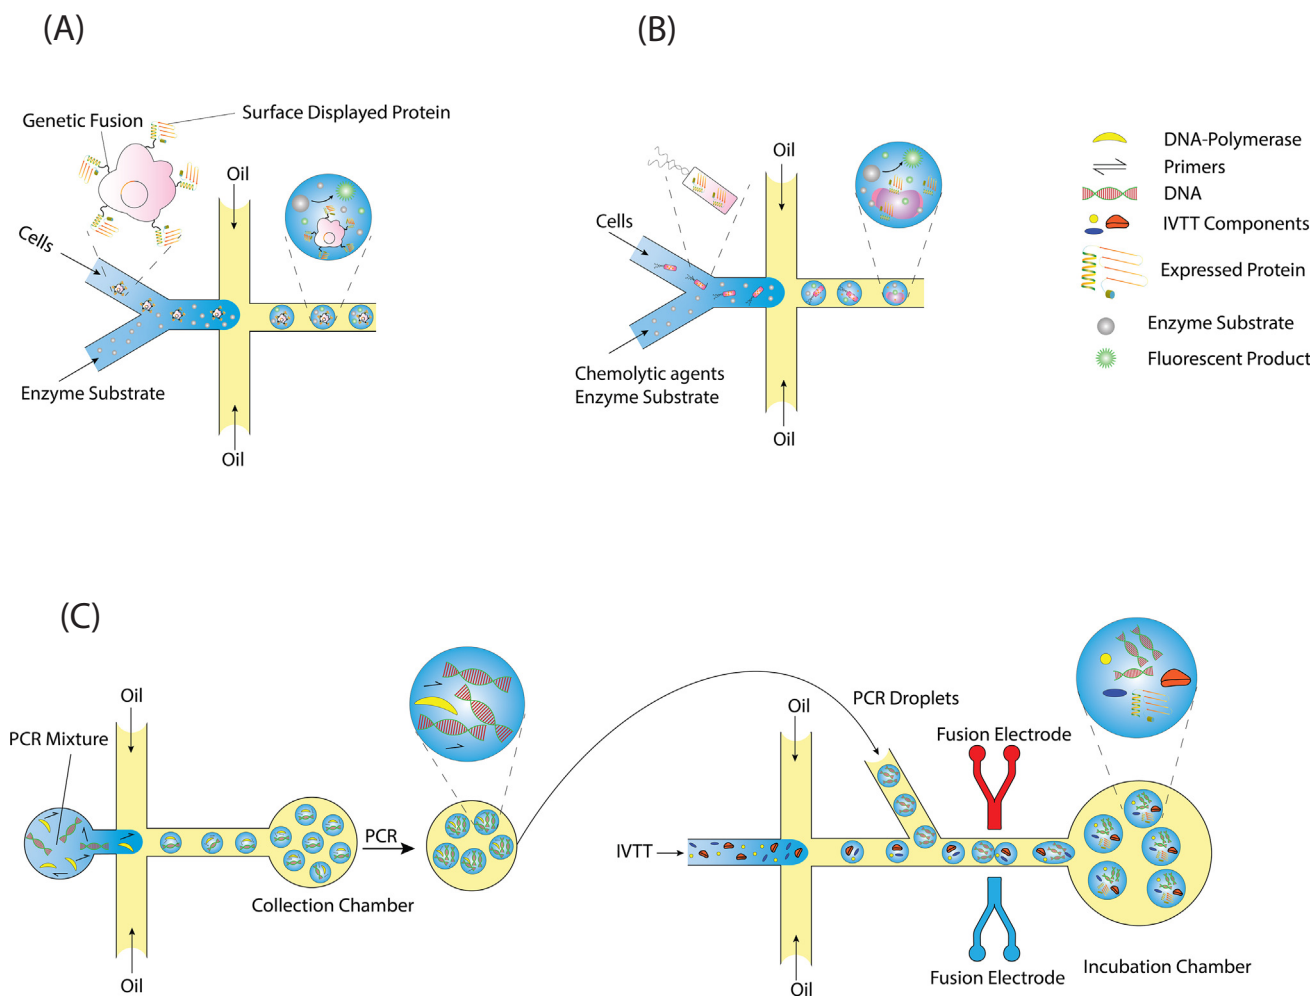 (A)
Genetic Fusion
Surface Displayed Protein
Oil
Cells
Enzyme Substrate
Oil
(B)
Oil
Cells
Chemolytic agents
Enzyme Substrate
Oil
DNA-Polymerase
Primers
DNA
IVTT Components
Expressed Protein
Enzyme Substrate
Fluorescent Product
(C)
Oil
PCR Mixture
PCR
Collection Chamber
Oil
Oil
PCR Droplets
Fusion Electrode
IVTT
Fusion Electrode
Incubation Chamber
Oil